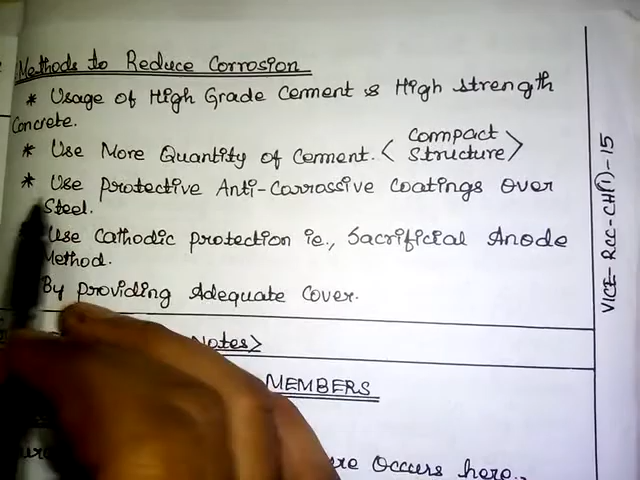 Methods to Reduce Corrosion
* Usage of High Grade Cement & High strength
Concrete.
* Use More Quantity of Cement. < Compact Structure >
* Use Protective Anti-Corrossive Coatings Over
Steel.
Use Cathodic Protection ie., Sacrificial Anode
Method.
By Providing Adequate Cover.
Notes>
MEMBERS
Occurs here..
VICE-RCC-CH(1)-15